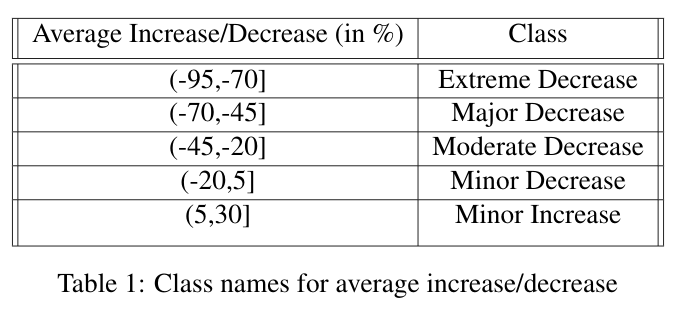 Average Increase/Decrease (in %) Class
(-95,-70] Extreme Decrease
(-70,-45] Major Decrease
(-45,-20] Moderate Decrease
(-20,5] Minor Decrease
(5,30] Minor Increase
Table 1: Class names for average increase/decrease